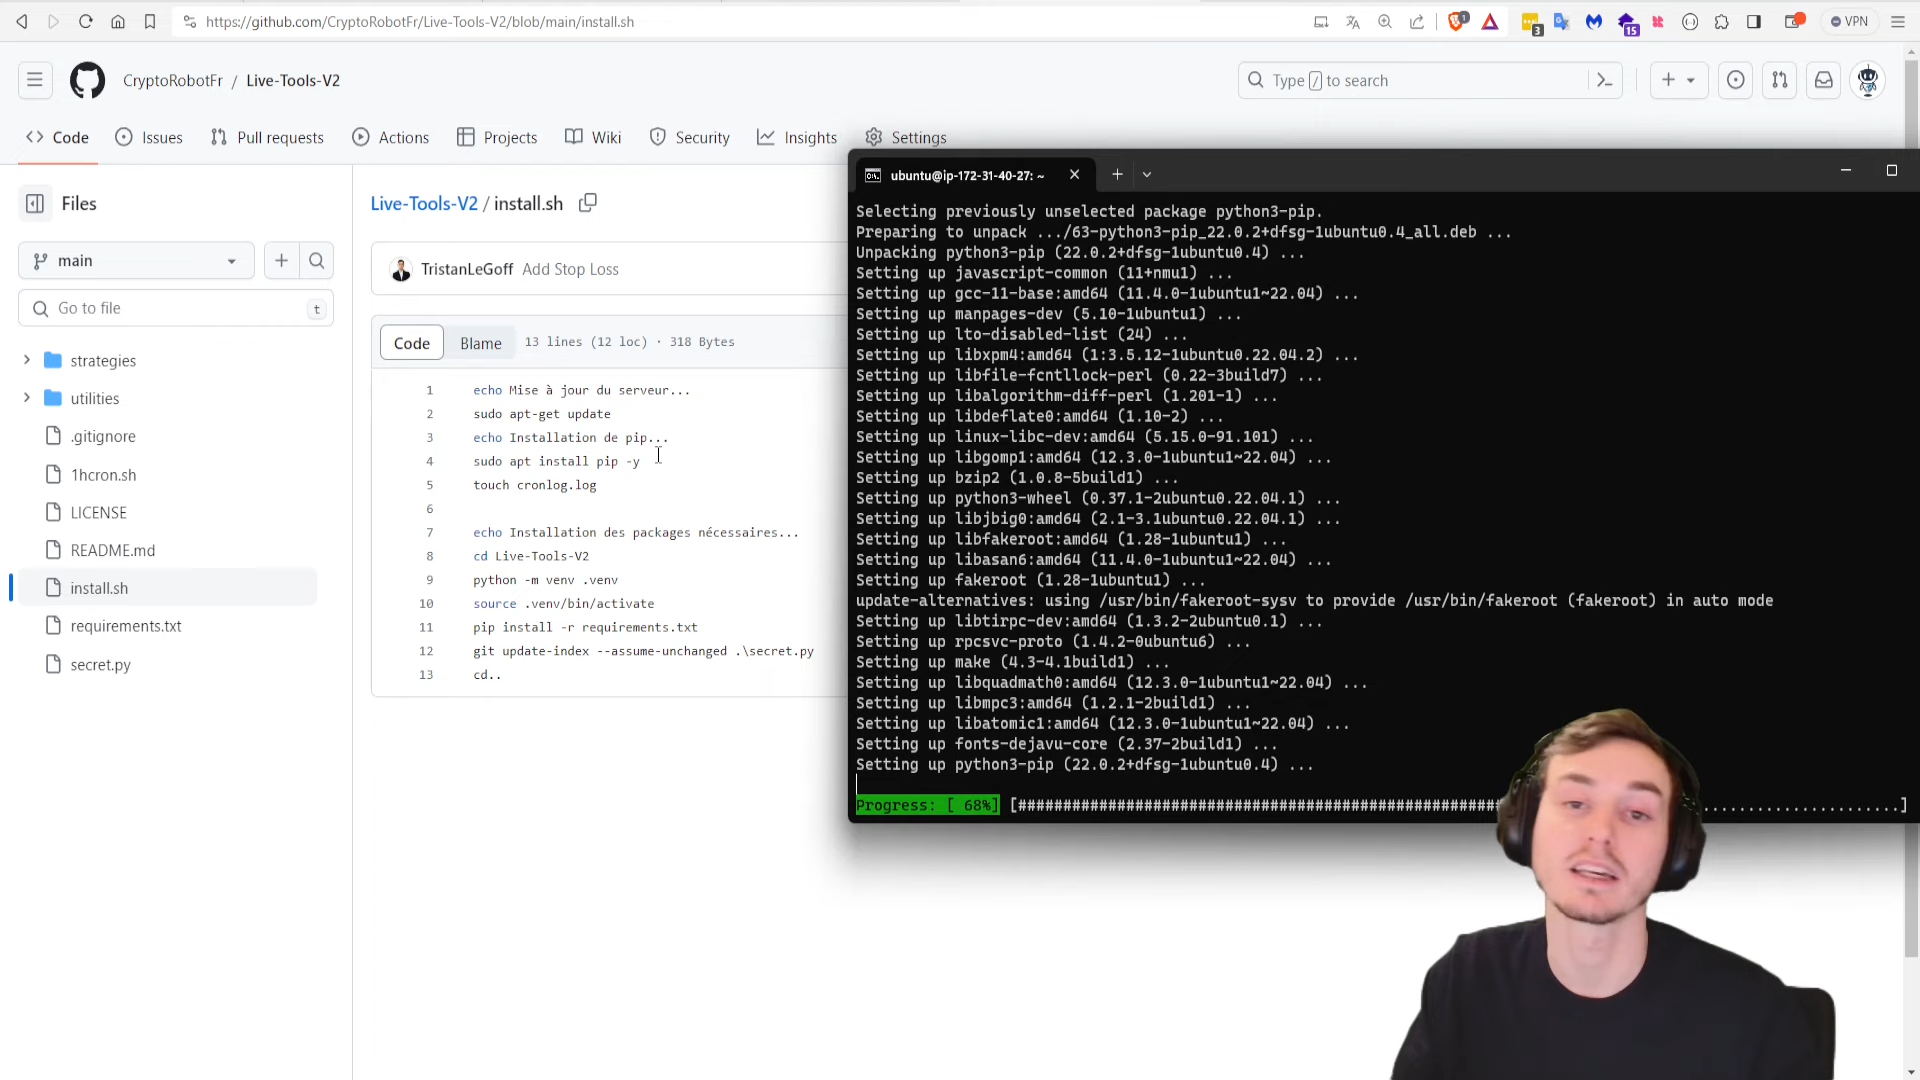 https://github.com/CryptoRobotFr/Live-Tools-V2/blob/main/install.sh
1
3
15
VPN
CryptoRobotFr / Live-Tools-V2
Type / to search
Code
Issues
Pull requests
Actions
Projects
Wiki
Security
Insights
Settings
Files
main
Go to file
t
strategies
utilities
.gitignore
1hcron.sh
LICENSE
README.md
install.sh
requirements.txt
secret.py
Live-Tools-V2 / install.sh
TristanLeGoff Add Stop Loss
Code
Blame
13 lines (12 loc) · 318 Bytes
1 echo Mise à jour du serveur...
2 sudo apt-get update
3 echo Installation de pip...
4 sudo apt install pip -y
5 touch cronlog.log
6
7 echo Installation des packages nécessaires...
8 cd Live-Tools-V2
9 python -m venv .venv
10 source .venv/bin/activate
11 pip install -r requirements.txt
12 git update-index --assume-unchanged .\secret.py
13 cd..
ubuntu@ip-172-31-40-27: ~
Selecting previously unselected package python3-pip.
Preparing to unpack .../63-python3-pip_22.0.2+dfsg-1ubuntu0.4_all.deb ...
Unpacking python3-pip (22.0.2+dfsg-1ubuntu0.4) ...
Setting up javascript-common (11+nmu1) ...
Setting up gcc-11-base:amd64 (11.4.0-1ubuntu1~22.04) ...
Setting up manpages-dev (5.10-1ubuntu1) ...
Setting up lto-disabled-list (24) ...
Setting up libxpm4:amd64 (1:3.5.12-1ubuntu0.22.04.2) ...
Setting up libfile-fcntllock-perl (0.22-3build7) ...
Setting up libalgorithm-diff-perl (1.201-1) ...
Setting up libdeflate0:amd64 (1.10-2) ...
Setting up linux-libc-dev:amd64 (5.15.0-91.101) ...
Setting up libgomp1:amd64 (12.3.0-1ubuntu1~22.04) ...
Setting up bzip2 (1.0.8-5build1) ...
Setting up python3-wheel (0.37.1-2ubuntu0.22.04.1) ...
Setting up libjbig0:amd64 (2.1-3.1ubuntu0.22.04.1) ...
Setting up libfakeroot:amd64 (1.28-1ubuntu1) ...
Setting up libasan6:amd64 (11.4.0-1ubuntu1~22.04) ...
Setting up fakeroot (1.28-1ubuntu1) ...
update-alternatives: using /usr/bin/fakeroot-sysv to provide /usr/bin/fakeroot (fakeroot) in auto mode
Setting up libtirpc-dev:amd64 (1.3.2-2ubuntu0.1) ...
Setting up rpcsvc-proto (1.4.2-0ubuntu6) ...
Setting up make (4.3-4.1build1) ...
Setting up libquadmath0:amd64 (12.3.0-1ubuntu1~22.04) ...
Setting up libmpc3:amd64 (1.2.1-2build1) ...
Setting up libatomic1:amd64 (12.3.0-1ubuntu1~22.04) ...
Setting up fonts-dejavu-core (2.37-2build1) ...
Setting up python3-pip (22.0.2+dfsg-1ubuntu0.4) ...
Progress: [ 68%]